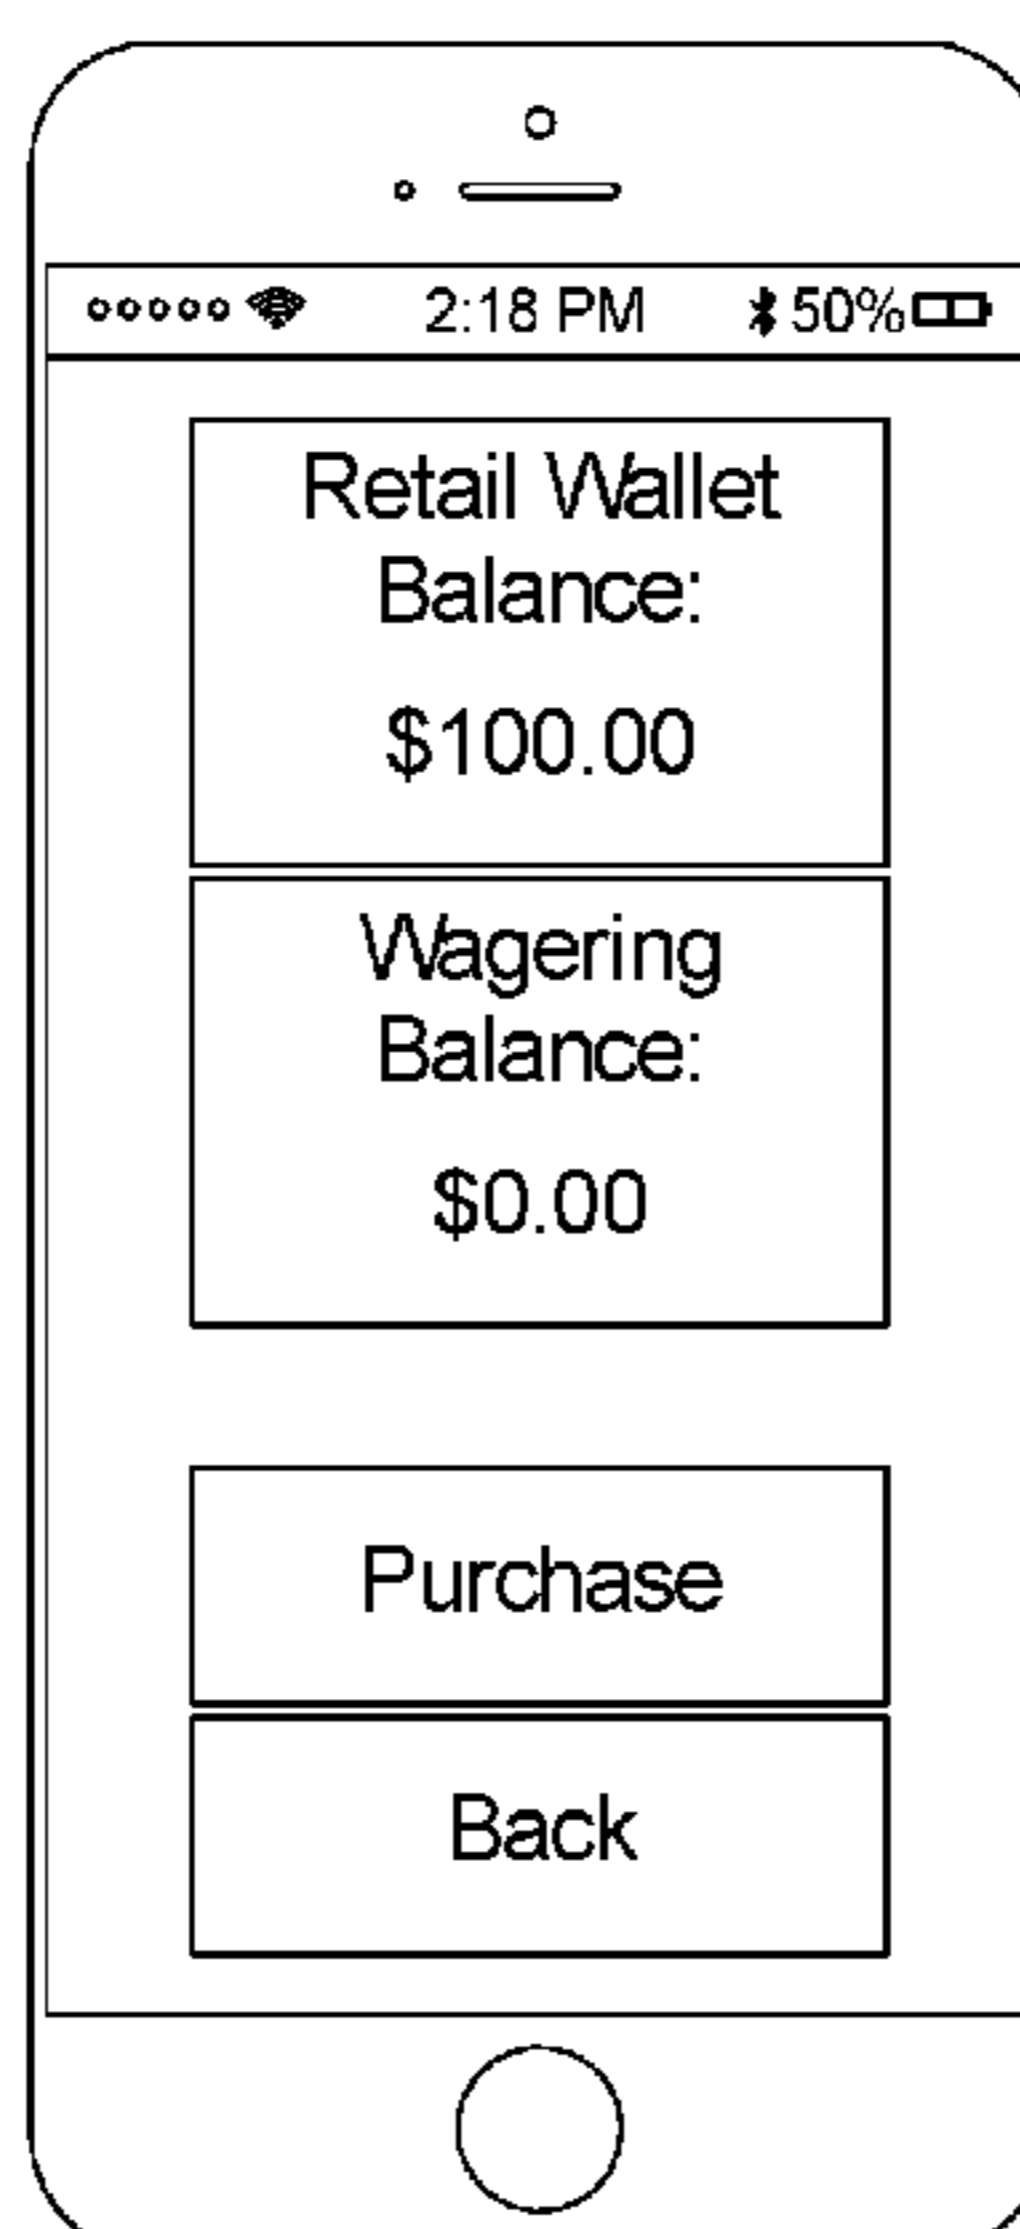 2:18 PM 50%
Retail Wallet
Balance:
$100.00
Wagering
Balance:
$0.00
Purchase
Back